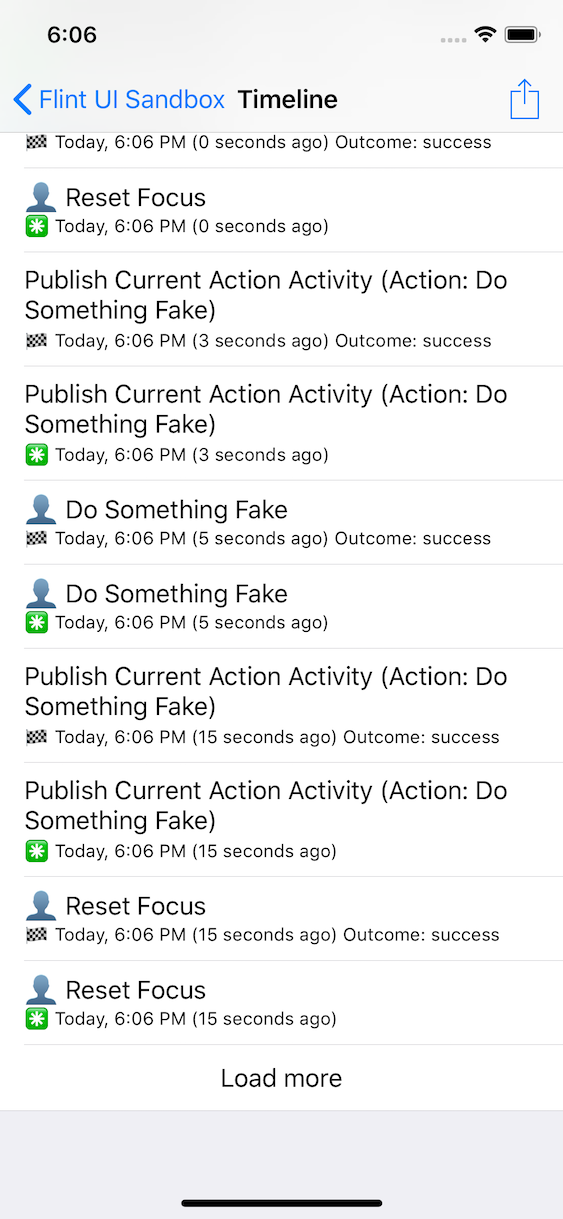 6:06
Flint UI Sandbox Timeline
Today, 6:06 PM (0 seconds ago) Outcome: success
Reset Focus
Today, 6:06 PM (0 seconds ago)
Publish Current Action Activity (Action: Do
Something Fake)
Today, 6:06 PM (3 seconds ago) Outcome: success
Publish Current Action Activity (Action: Do
Something Fake)
Today, 6:06 PM (3 seconds ago)
Do Something Fake
Today, 6:06 PM (5 seconds ago) Outcome: success
Do Something Fake
Today, 6:06 PM (5 seconds ago)
Publish Current Action Activity (Action: Do
Something Fake)
Today, 6:06 PM (15 seconds ago) Outcome: success
Publish Current Action Activity (Action: Do
Something Fake)
Today, 6:06 PM (15 seconds ago)
Reset Focus
Today, 6:06 PM (15 seconds ago) Outcome: success
Reset Focus
Today, 6:06 PM (15 seconds ago)
Load more